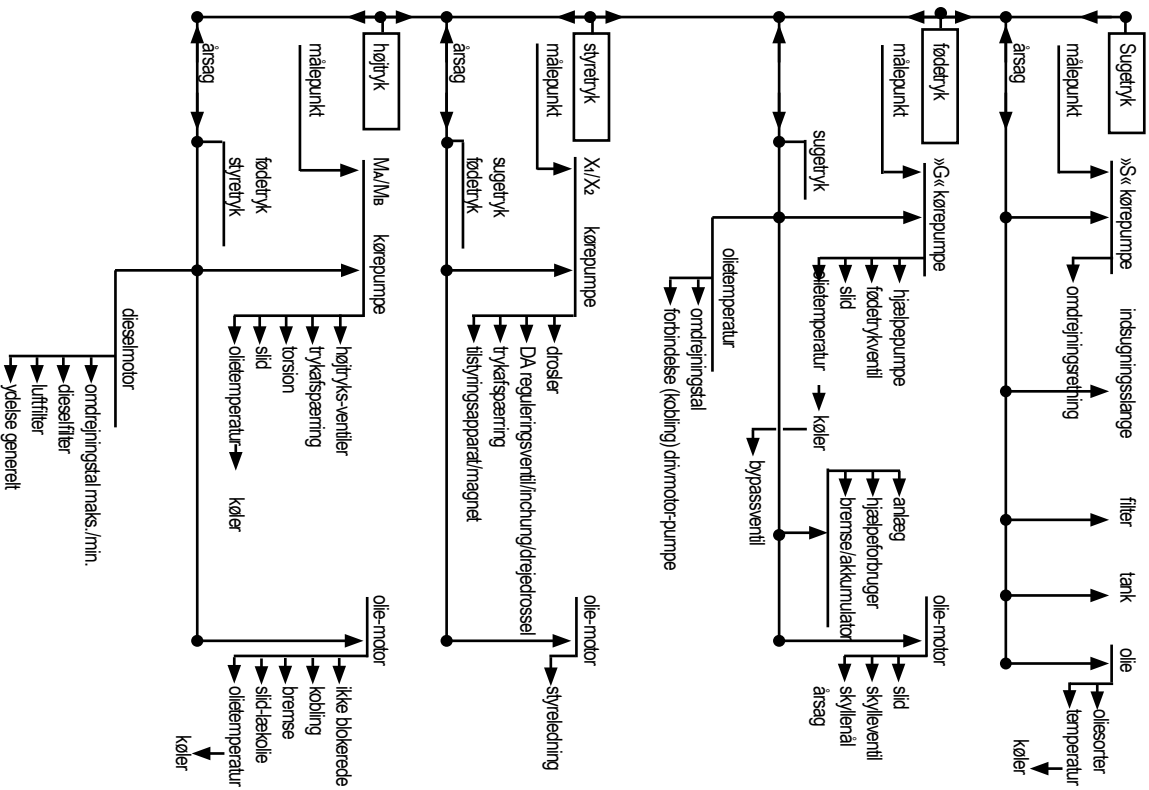 Sugetryk
målepunkt
årsag
»S« kørepumpe
omdrejningsretning
indsugningsslange
filter
tank
olie
oliesorter
temperatur
køler
fødetryk
målepunkt
sugetryk
»G« kørepumpe
hjælpepumpe
fødetrykventil
slid
olietemperatur
køler
bypassventil
olietemperatur
omdrejningstal
forbindelse (kobling) drivmotor-pumpe
anlæg
hjælpeforbruger
bremse/akkumulator
olie-motor
slid
skylleventil
skyllenål
årsag
styretryk
målepunkt
årsag
X1/X2 kørepumpe
sugetryk
fødetryk
drosler
DA reguleringsventil/inchung/drejedrossel
trykafspærring
tilstyringsapparat/magnet
olie-motor
styreledning
højtryk
målepunkt
årsag
MA/MB kørepumpe
fødetryk
styretryk
højtryks-ventiler
trykafspærring
torsion
slid
olietemperatur
køler
dieselmotor
omdrejningstal maks./min.
dieselfilter
luftfilter
ydelse generelt
olie-motor
ikke blokerede
kobling
bremse
slid-lækolie
olietemperatur
køler